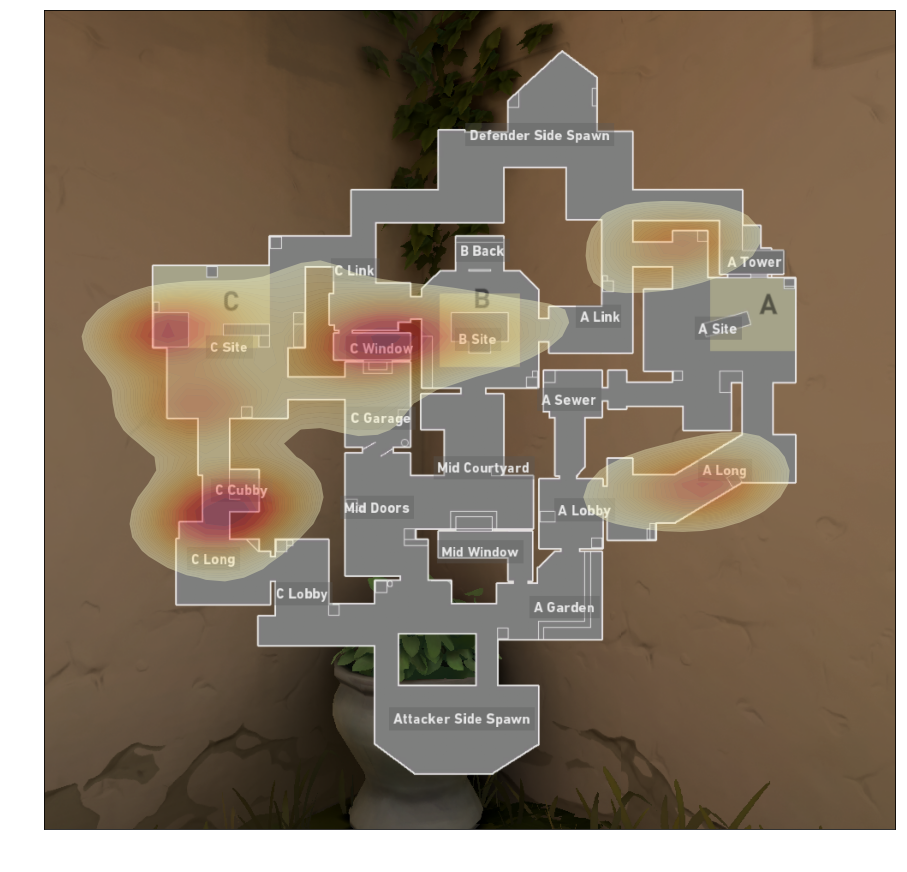 Defender Side Spawn
B Back
C Link
A Tower
C
B
A
A Link
A Site
C Site
C Window
B Site
A Sewer
C Garage
Mid Courtyard
A Long
C Cubby
Mid Doors
A Lobby
Mid Window
C Long
C Lobby
A Garden
Attacker Side Spawn